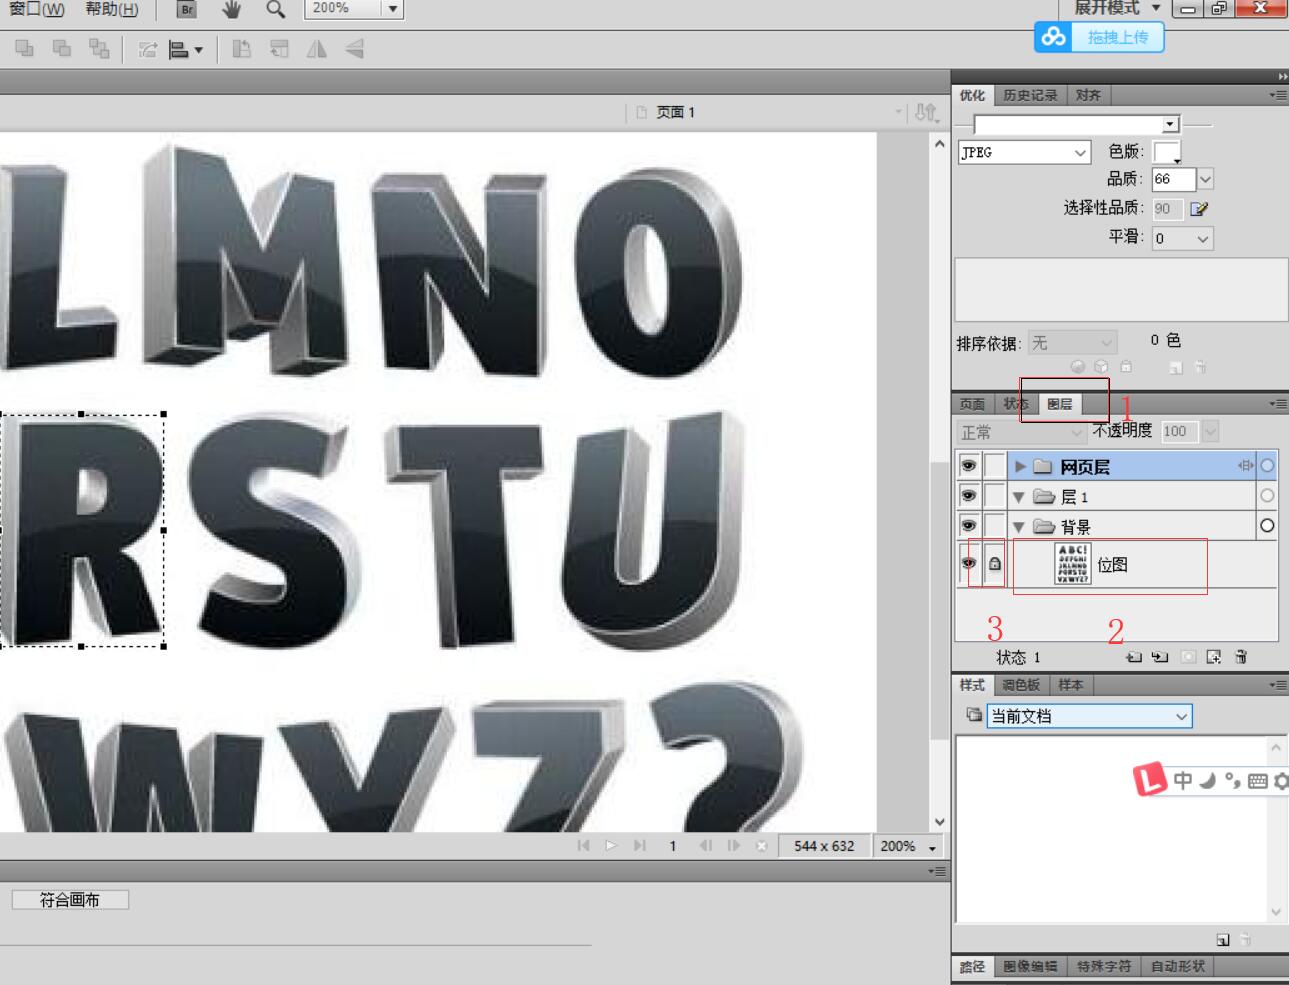 窗口(W) 帮助(H) Br 200% 展开模式
拖拽上传
页面 1
优化 历史记录 对齐
JPEG 色版:
品质: 66
选择性品质: 90
平滑: 0
排序依据: 无 0 色
页面 状态 图层 1
正常 不透明度 100
网页层
层 1
背景
ABC!
位图
3 2
状态 1
样式 调色板 样本
当前文档
中
LMNO
RSTU
WYZ?
1 544 x 632 200%
符合画布
路径 图像编辑 特殊字符 自动形状